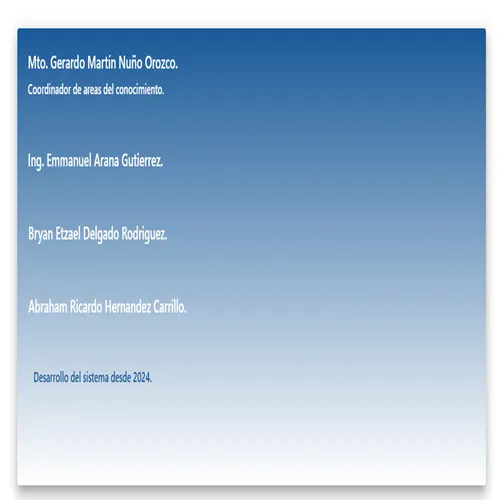 Mto. Gerardo Martín Nuño Orozco.
Coordinador de areas del conocimiento.
Ing. Emmanuel Arana Gutierrez.
Bryan Etzael Delgado Rodriguez.
Abraham Ricardo Hernandez Carrillo.
Desarrollo del sistema desde 2024.